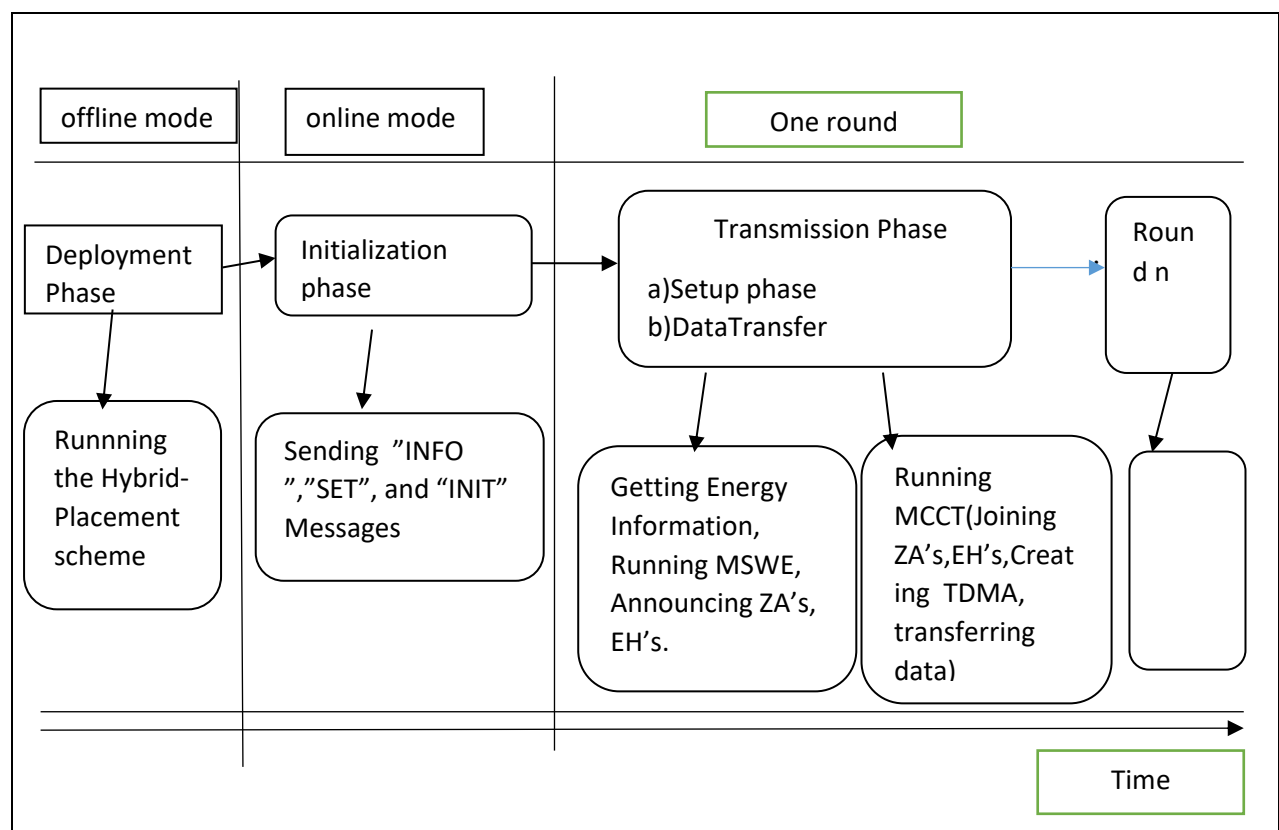 offline mode
online mode
One round
Deployment
Phase
Initialization
phase
Transmission Phase
a)Setup phase
b)DataTransfer
Roun
d n
Runnning
the Hybrid-
Placement
scheme
Sending ”INFO
”,”SET”, and “INIT”
Messages
Getting Energy
Information,
Running MSWE,
Announcing ZA’s,
EH’s.
Running
MCCT(Joining
ZA’s,EH’s,Creat
ing TDMA,
transferring
data)
Time